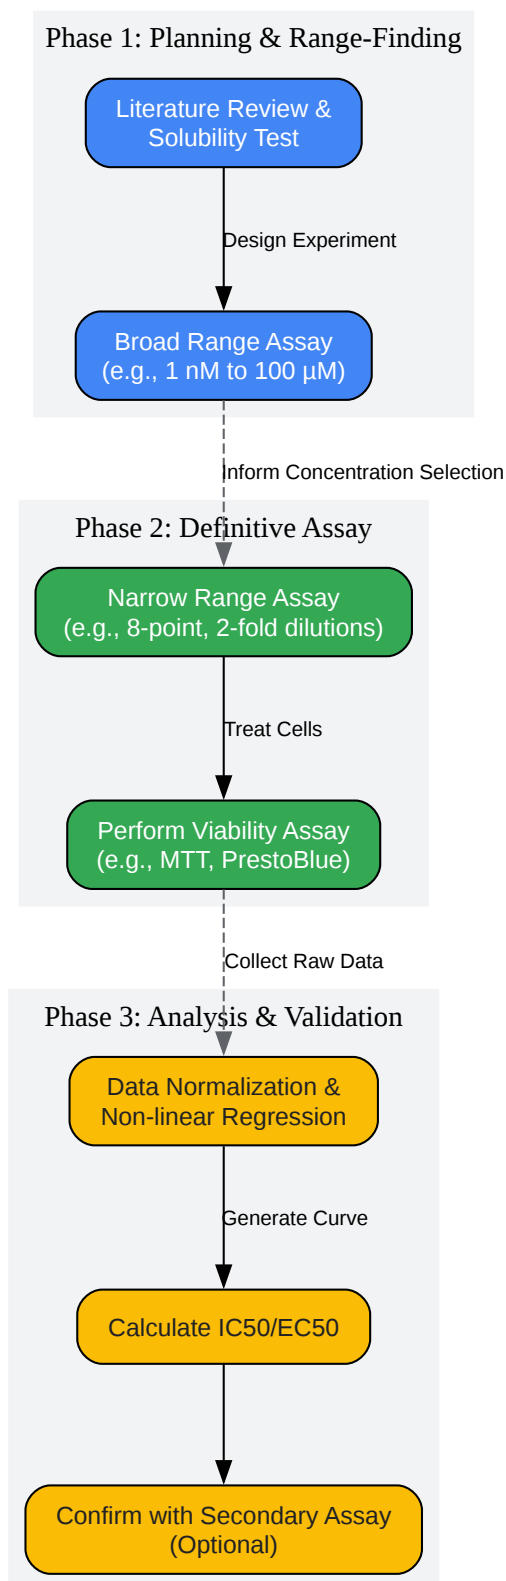 Phase 1: Planning & Range-Finding
Literature Review &
Solubility Test
Design Experiment
Broad Range Assay
(e.g., 1 nM to 100 µM)
Inform Concentration Selection
Phase 2: Definitive Assay
Narrow Range Assay
(e.g., 8-point, 2-fold dilutions)
Treat Cells
Perform Viability Assay
(e.g., MTT, PrestoBlue)
Collect Raw Data
Phase 3: Analysis & Validation
Data Normalization &
Non-linear Regression
Generate Curve
Calculate IC50/EC50
Confirm with Secondary Assay
(Optional)